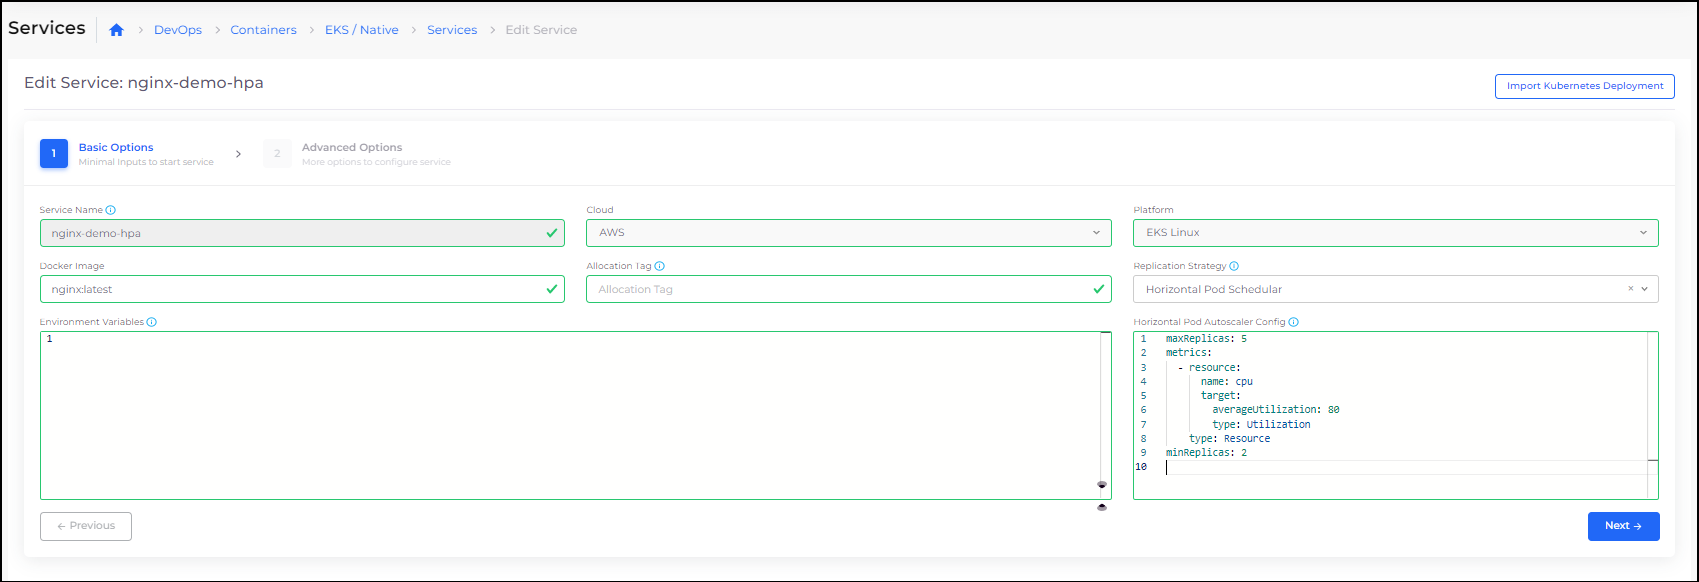 Services
DevOps > Containers > EKS / Native > Services > Edit Service
Edit Service: nginx-demo-hpa
Import Kubernetes Deployment
1
Basic Options
Minimal Inputs to start service
2
Advanced Options
More options to configure service
Service Name
nginx-demo-hpa
Cloud
AWS
Platform
EKS Linux
Docker Image
nginx:latest
Allocation Tag
Allocation Tag
Replication Strategy
Horizontal Pod Schedular
Environment Variables
1
Horizontal Pod Autoscaler Config
1 maxReplicas: 5
2 metrics:
3   - resource:
4       name: cpu
5       target:
6         averageUtilization: 80
7         type: Utilization
8     type: Resource
9 minReplicas: 2
10
← Previous
Next →